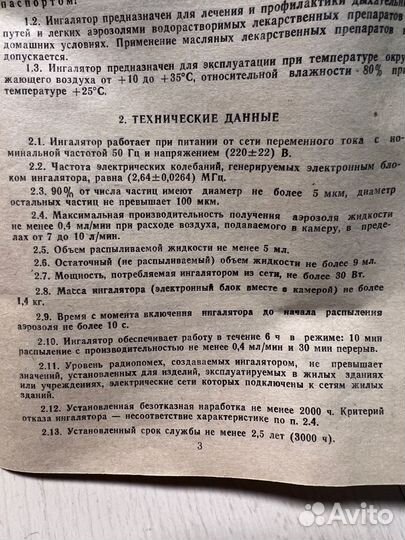 паспортом.
1.2. Ингалятор предназначен для лечения и профилактики дыхательных
путей и легких аэрозолями водорастворимых лекарственных препаратов в
домашних условиях. Применение масляных лекарственных препаратов не
допускается.
1.3. Ингалятор предназначен для эксплуатации при температуре окру-
жающего воздуха от +10 до +35°С, относительной влажности 80% при
температуре +25°С.
2. ТЕХНИЧЕСКИЕ ДАННЫЕ
2.1. Ингалятор работает при питании от сети переменного тока с но-
минальной частотой 50 Гц и напряжением (220±22) В.
2.2. Частота электрических колебаний, генерируемых электронным бло-
ком ингалятора, равна (2,64±0,0264) МГц.
2.3. 90% от числа частиц имеют диаметр не более 5 мкм, диаметр
остальных частиц не превышает 100 мкм.
2.4. Максимальная производительность получения аэрозоля жидкости
не менее 0,4 мл/мин при расходе воздуха, подаваемого в камеру, в преде-
лах от 7 до 10 л/мин.
2.5. Объем распыливаемой жидкости не менее 5 мл.
2.6. Остаточный (не распыливаемый) объем жидкости не более 9 мл.
2.7. Мощность, потребляемая ингалятором из сети, не более 30 Вт.
2.8. Масса ингалятора (электронный блок вместе с камерой) не более
1,4 кг.
2.9. Время с момента включения ингалятора до начала распыления
аэрозоля не более 10 с.
2.10. Ингалятор обеспечивает работу в течение 6 ч в режиме: 10 мин
распыление с производительностью не менее 0,4 мл/мин и 30 мин перерыв.
2.11. Уровень радиопомех, создаваемых ингалятором, не превышает
значений, установленных для изделий, эксплуатируемых в жилых зданиях
или учреждениях, электрические сети которых подключены к сетям жилых
зданий.
2.12. Установленная безотказная наработка не менее 2000 ч. Критерий
отказа ингалятора — несоответствие характеристике по п. 2.4.
2.13. Установленный срок службы не менее 2,5 лет (3000 ч).
3
Avito